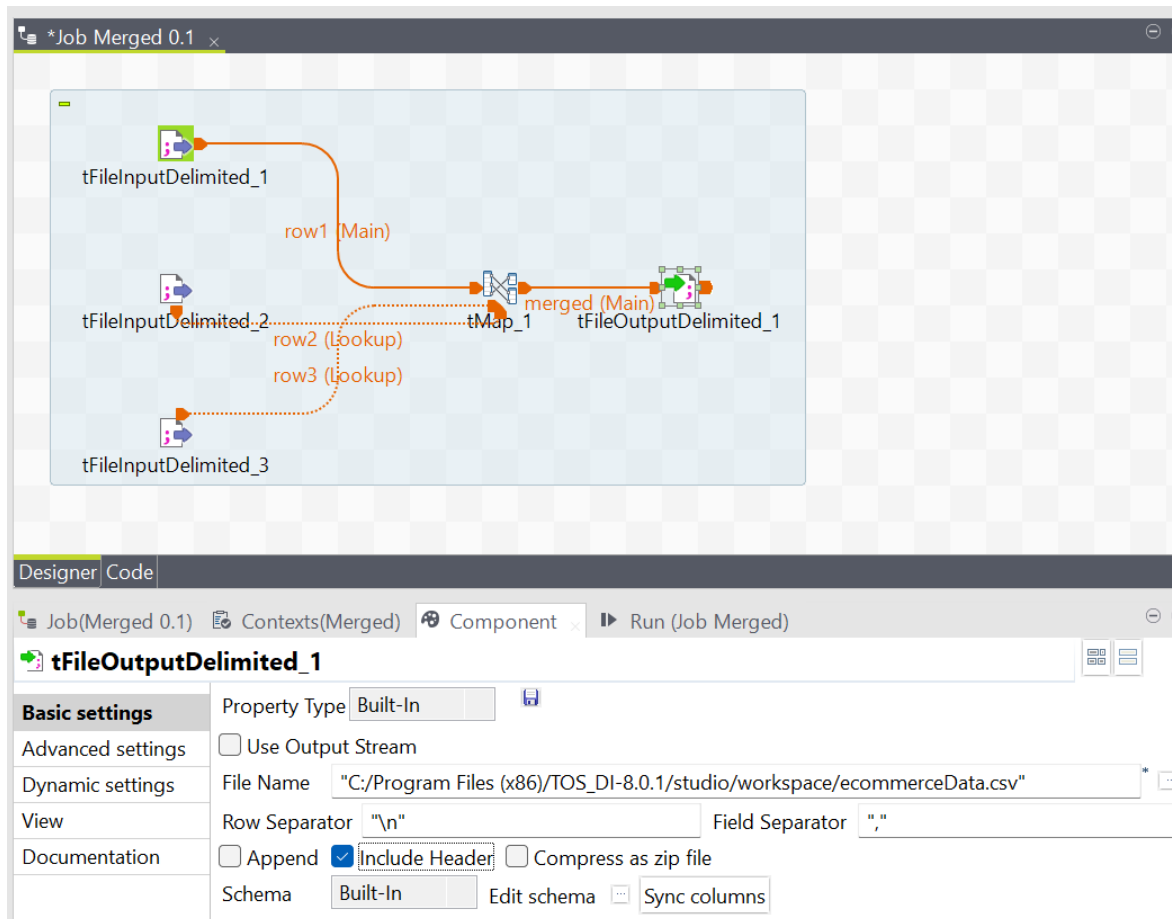 *Job Merged 0.1
tFileInputDelimited_1
row1 (Main)
tFileInputDelimited_2
merged (Main)
tMap_1
tFileOutputDelimited_1
row2 (Lookup)
row3 (Lookup)
tFileInputDelimited_3
Designer Code
Job(Merged 0.1) Contexts(Merged) Component Run (Job Merged)
tFileOutputDelimited_1
Basic settings
Advanced settings
Dynamic settings
View
Documentation
Property Type Built-In
Use Output Stream
File Name "C:/Program Files (x86)/TOS_DI-8.0.1/studio/workspace/ecommerceData.csv" *
Row Separator "\n" Field Separator ","
Append Include Header Compress as zip file
Schema Built-In Edit schema ... Sync columns